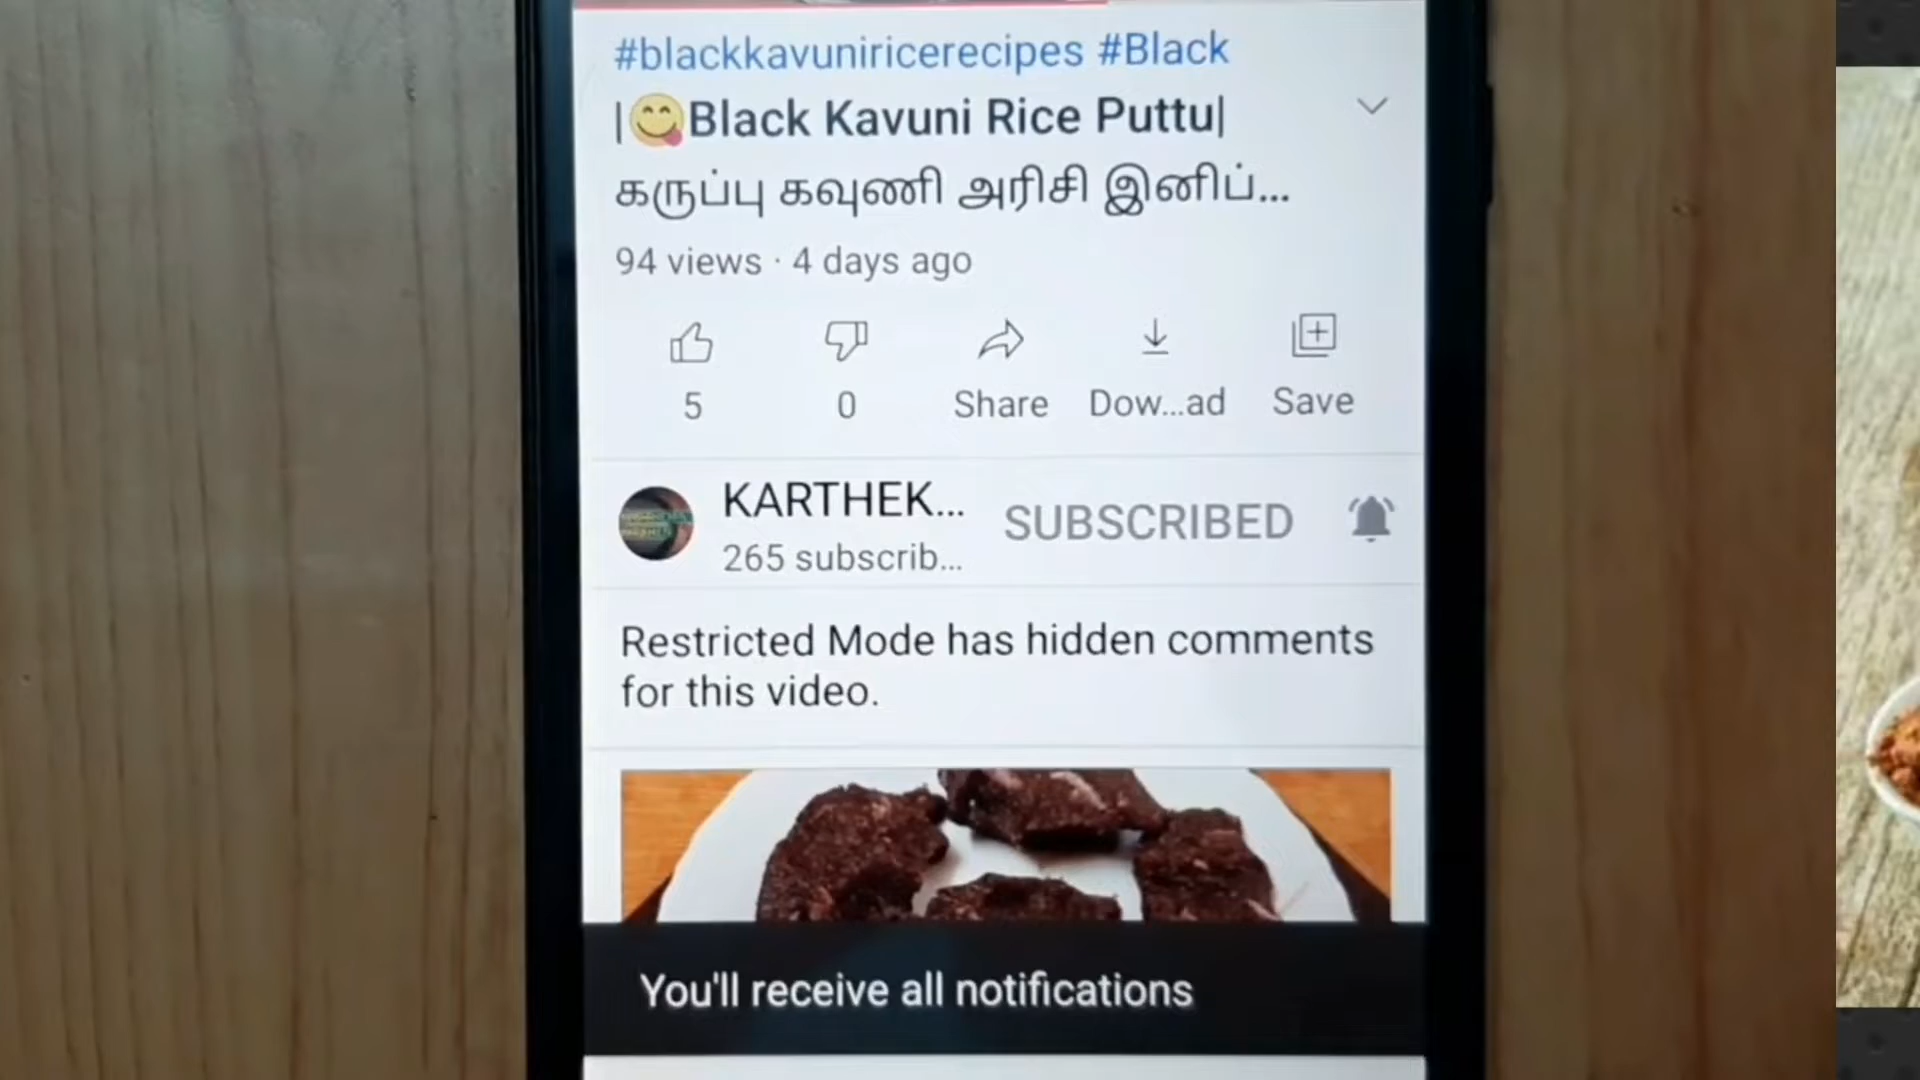 #blackkavuniricerecipes #Black
|😋Black Kavuni Rice Puttu|
கருப்பு கவுணி அரிசி இனிப்...
94 views · 4 days ago
5
0
Share
Dow...ad
Save
KARTHEK...
SUBSCRIBED
265 subscrib...
Restricted Mode has hidden comments
for this video.
You'll receive all notifications